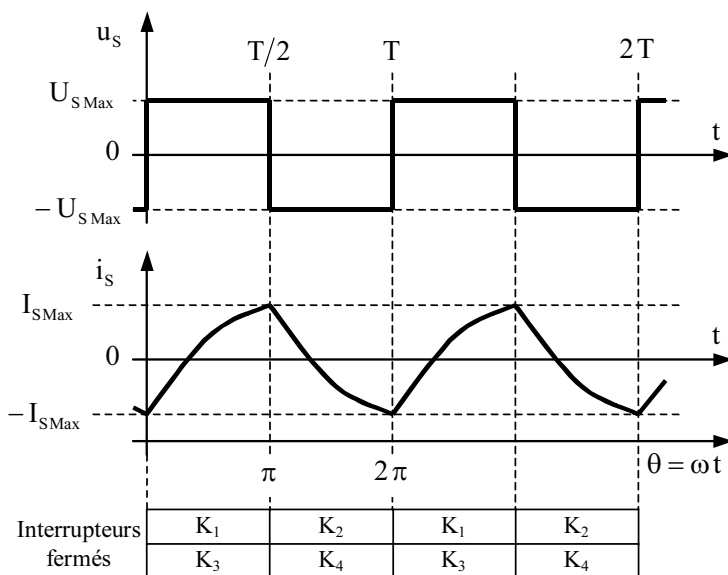 u_S
T/2 T 2T
U_S Max
t
0
− U_S Max
i_S
I_SMax
t
0
− I_SMax
π 2π θ = ω t
Interrupteurs fermés
K₁ K₂ K₁ K₂
K₃ K₄ K₃ K₄